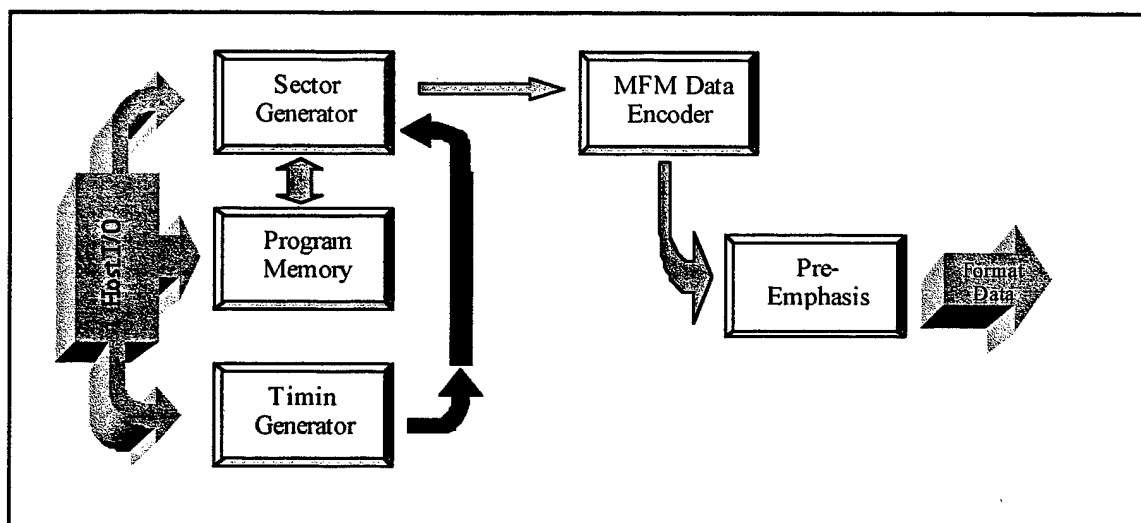 Sector
Generator
MFM Data
Encoder
Host I/O
Program
Memory
Pre-
Emphasis
Format
Data
Timin
Generator